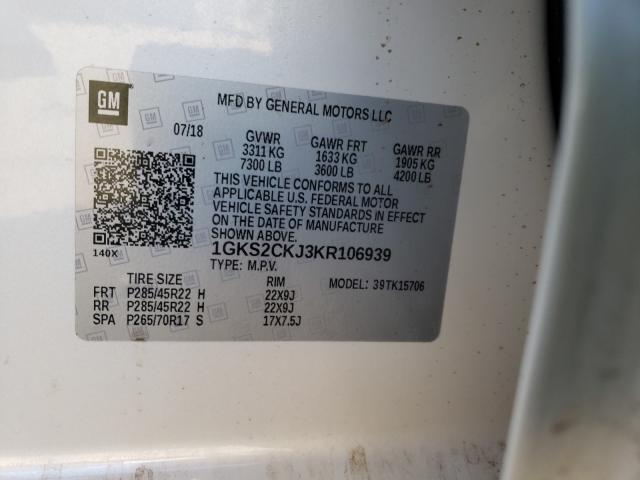 GM
MFD BY GENERAL MOTORS LLC
07/18
GVWR GAWR FRT GAWR RR
3311 KG 1633 KG 1905 KG
7300 LB 3600 LB 4200 LB
THIS VEHICLE CONFORMS TO ALL
APPLICABLE U.S. FEDERAL MOTOR
VEHICLE SAFETY STANDARDS IN EFFECT
ON THE DATE OF MANUFACTURE
SHOWN ABOVE.
140X
1GKS2CKJ3KR106939
TYPE: M.P.V.
TIRE SIZE RIM MODEL: 39TK15706
FRT P285/45R22 H 22X9J
RR P285/45R22 H 22X9J
SPA P265/70R17 S 17X7.5J